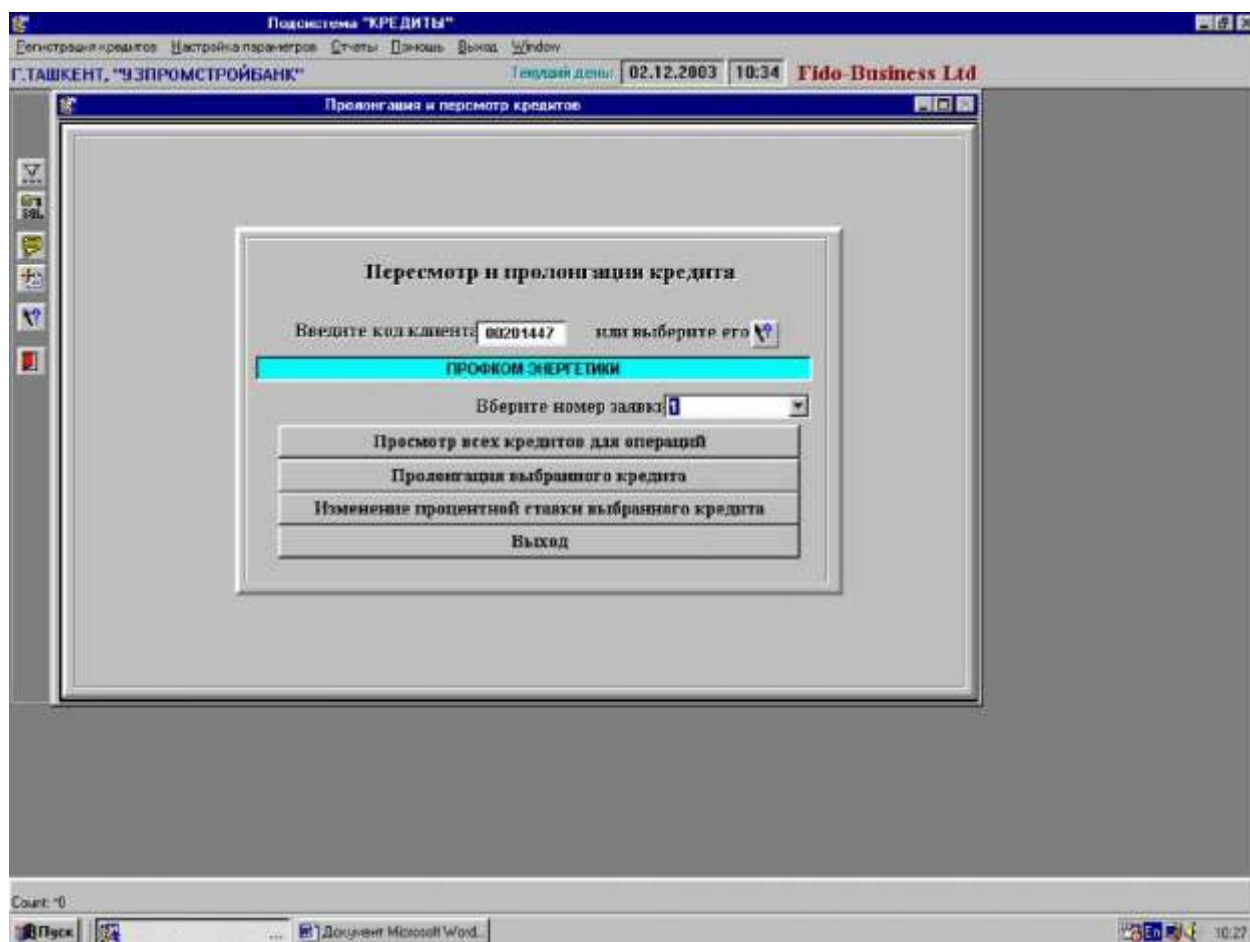 Подсистема "КРЕДИТЫ"
Регистрация кредитов Настройка параметров Отчеты Помощь Выход Window
Г.ТАШКЕНТ, "УЗПРОМСТРОЙБАНК" Текущий день: 02.12.2003 10:34 Fido-Business Ltd
Пролонгация и персмотр кредитов
SQL
Пересмотр и пролонгация кредита
Введите код клиента 00201447 или выберите его
ПРОФКОМ ЭНЕРГЕТИКИ
Вберите номер заявки 1
Просмотр всех кредитов для операций
Пролонгация выбранного кредита
Изменение процентной ставки выбранного кредита
Выход
Count: *0
Пуск ... Документ Microsoft Word... En 10:27